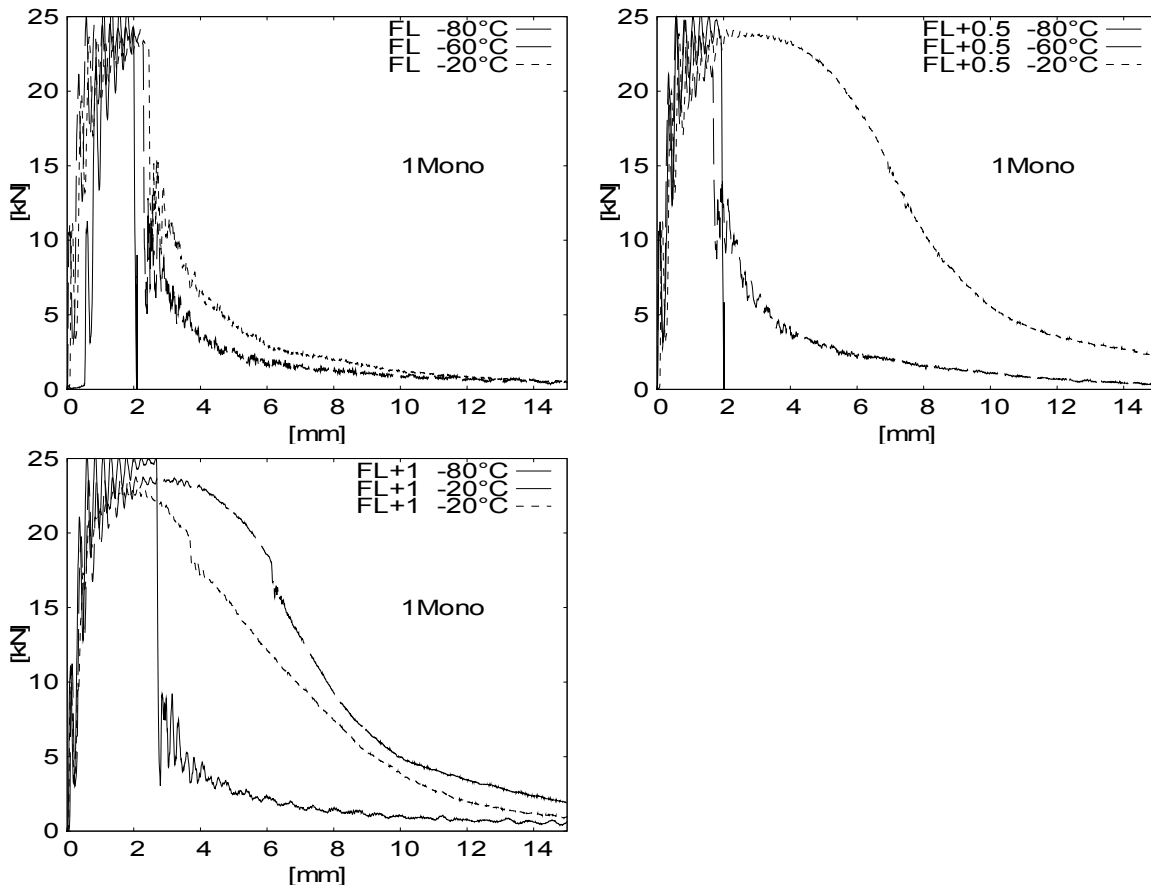 25
20
15
10
5
0
[kN]
0 2 4 6 8 10 12 14
[mm]
FL -80°C
FL -60°C
FL -20°C
1Mono
25
20
15
10
5
0
[kN]
0 2 4 6 8 10 12 14
[mm]
FL+0.5 -80°C
FL+0.5 -60°C
FL+0.5 -20°C
1Mono
25
20
15
10
5
0
[kN]
0 2 4 6 8 10 12 14
[mm]
FL+1 -80°C
FL+1 -20°C
FL+1 -20°C
1Mono